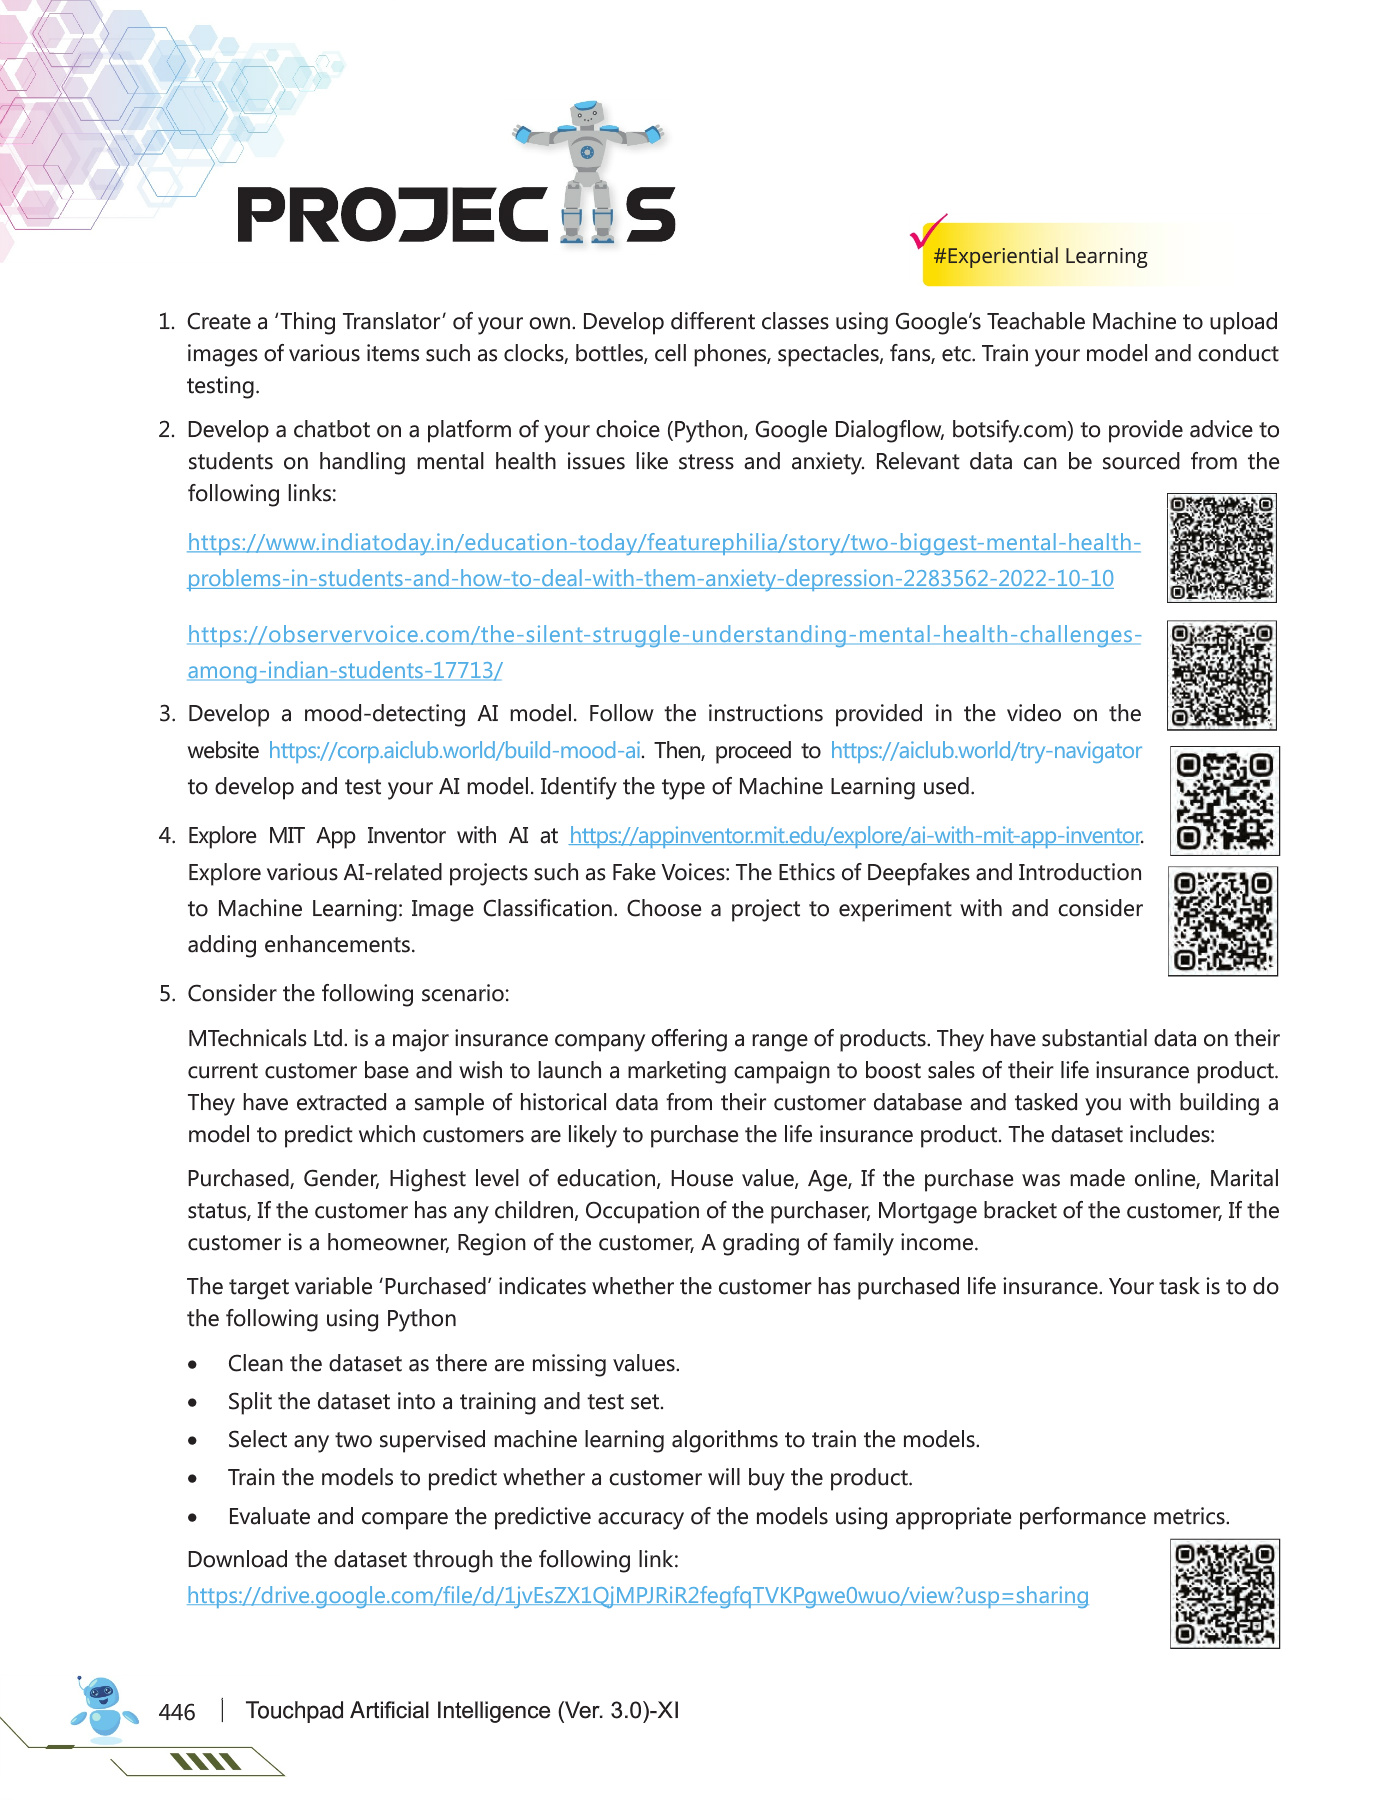 PROJECTS
#Experiential Learning
1. Create a ‘Thing Translator’ of your own. Develop different classes using Google’s Teachable Machine to upload
images of various items such as clocks, bottles, cell phones, spectacles, fans, etc. Train your model and conduct
testing.
2. Develop a chatbot on a platform of your choice (Python, Google Dialogflow, botsify.com) to provide advice to
students on handling mental health issues like stress and anxiety. Relevant data can be sourced from the
following links:
https://www.indiatoday.in/education-today/featurephilia/story/two-biggest-mental-health-
problems-in-students-and-how-to-deal-with-them-anxiety-depression-2283562-2022-10-10
https://observervoice.com/the-silent-struggle-understanding-mental-health-challenges-
among-indian-students-17713/
3. Develop a mood-detecting AI model. Follow the instructions provided in the video on the
website https://corp.aiclub.world/build-mood-ai. Then, proceed to https://aiclub.world/try-navigator
to develop and test your AI model. Identify the type of Machine Learning used.
4. Explore MIT App Inventor with AI at https://appinventor.mit.edu/explore/ai-with-mit-app-inventor.
Explore various AI-related projects such as Fake Voices: The Ethics of Deepfakes and Introduction
to Machine Learning: Image Classification. Choose a project to experiment with and consider
adding enhancements.
5. Consider the following scenario:
MTechnicals Ltd. is a major insurance company offering a range of products. They have substantial data on their
current customer base and wish to launch a marketing campaign to boost sales of their life insurance product.
They have extracted a sample of historical data from their customer database and tasked you with building a
model to predict which customers are likely to purchase the life insurance product. The dataset includes:
Purchased, Gender, Highest level of education, House value, Age, If the purchase was made online, Marital
status, If the customer has any children, Occupation of the purchaser, Mortgage bracket of the customer, If the
customer is a homeowner, Region of the customer, A grading of family income.
The target variable ‘Purchased’ indicates whether the customer has purchased life insurance. Your task is to do
the following using Python
• Clean the dataset as there are missing values.
• Split the dataset into a training and test set.
• Select any two supervised machine learning algorithms to train the models.
• Train the models to predict whether a customer will buy the product.
• Evaluate and compare the predictive accuracy of the models using appropriate performance metrics.
Download the dataset through the following link:
https://drive.google.com/file/d/1jvEsZX1QjMPJRiR2fegfqTVKPgwe0wuo/view?usp=sharing
446 | Touchpad Artificial Intelligence (Ver. 3.0)-XI